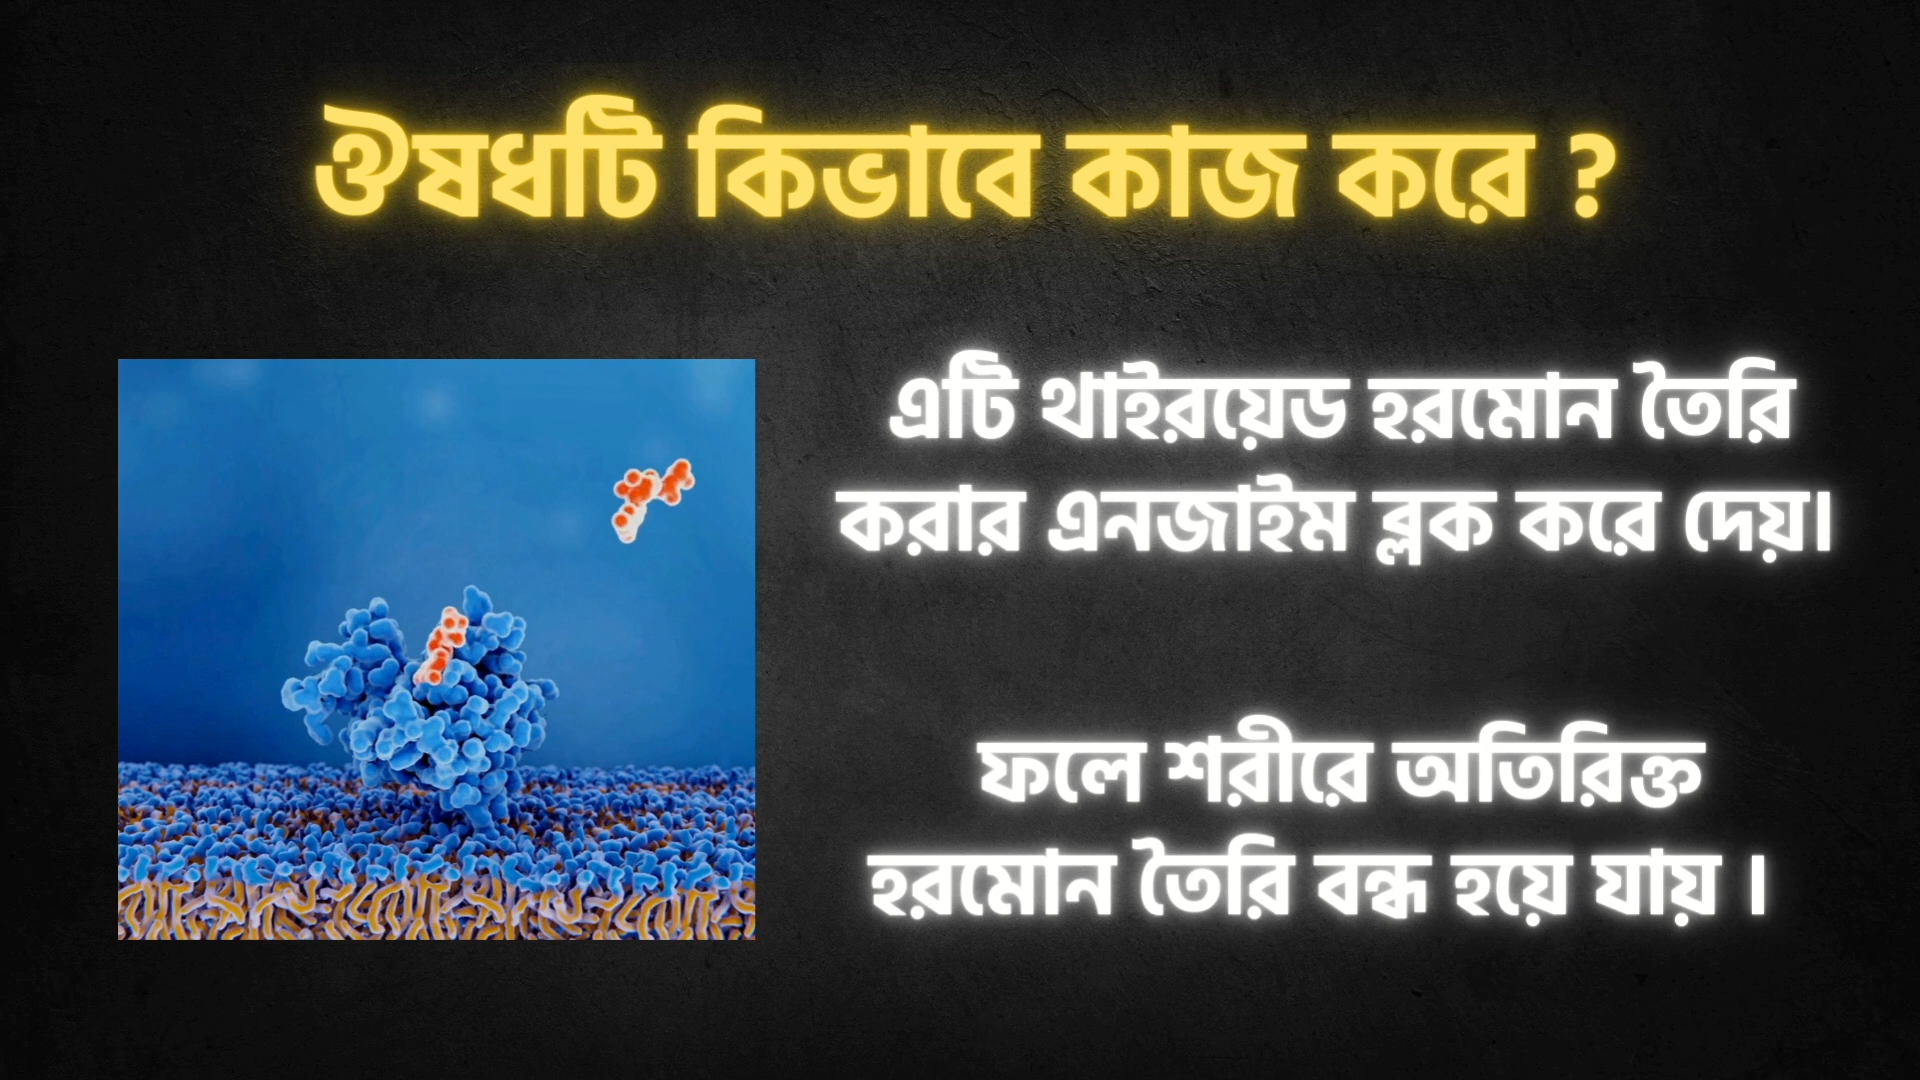 ঔষধটি কিভাবে কাজ করে ?
এটি থাইরয়েড হরমোন তৈরি
করার এনজাইম ব্লক করে দেয়।
ফলে শরীরে অতিরিক্ত
হরমোন তৈরি বন্ধ হয়ে যায় ।